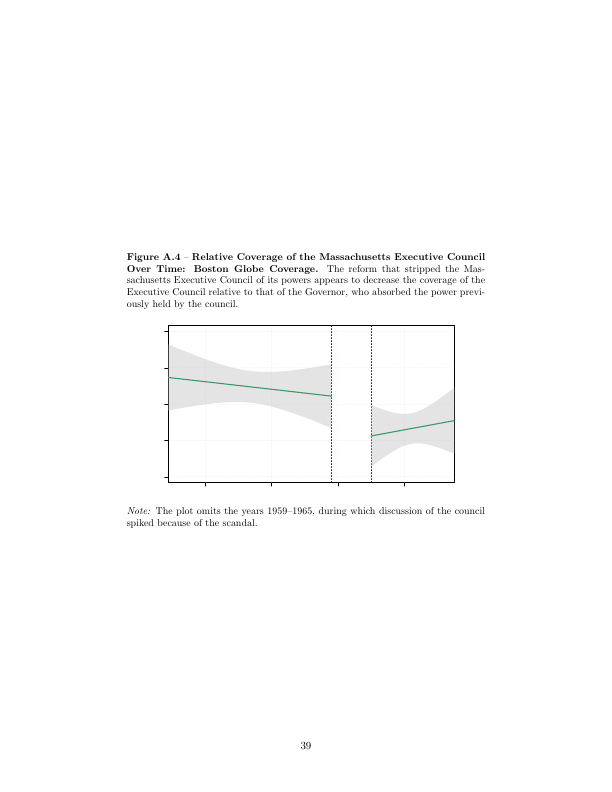 Figure A.4 – Relative Coverage of the Massachusetts Executive Council
Over Time: Boston Globe Coverage. The reform that stripped the Mas-
sachusetts Executive Council of its powers appears to decrease the coverage of the
Executive Council relative to that of the Governor, who absorbed the power previ-
ously held by the council.
Note: The plot omits the years 1959–1965, during which discussion of the council
spiked because of the scandal.
39